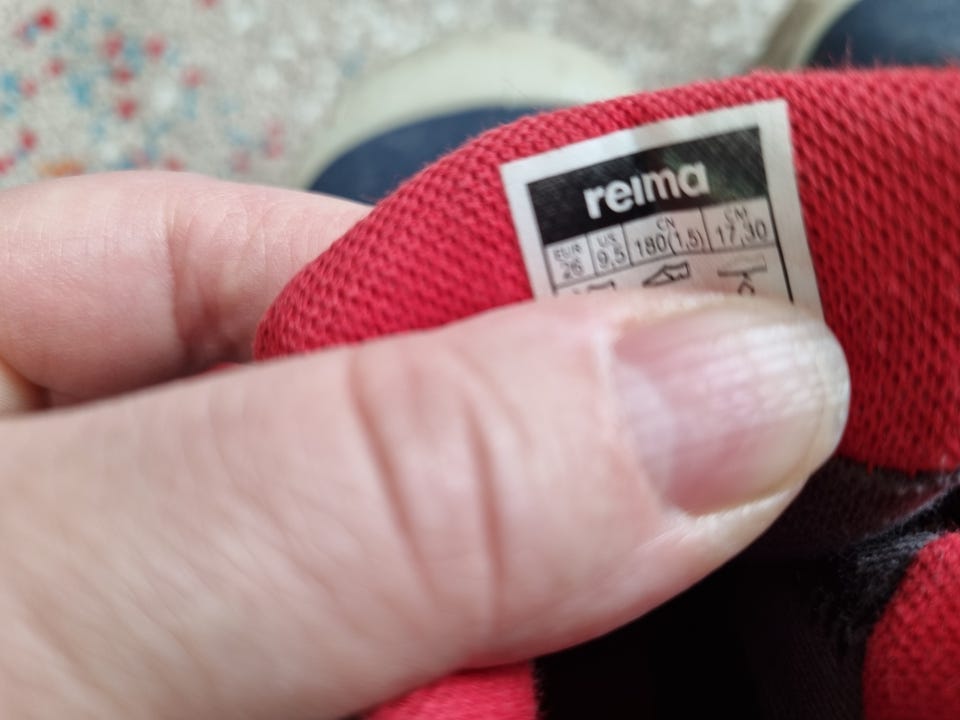 reima
EUR US CN CM
26 9,5 180(1,5) 17,30